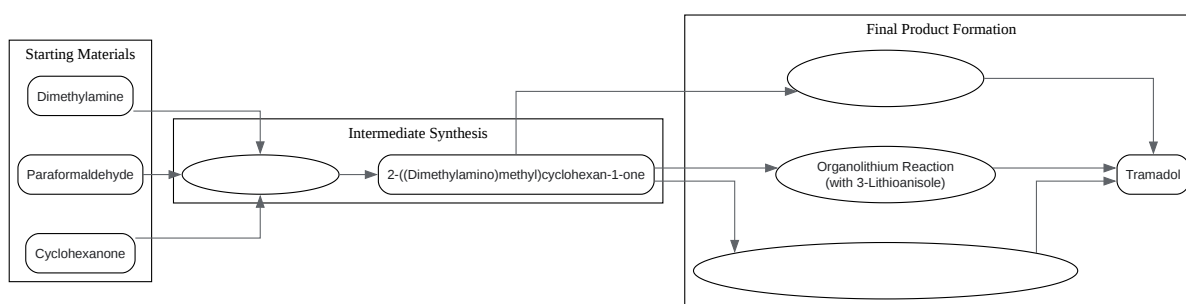 Final Product Formation
Starting Materials
Dimethylamine
Intermediate Synthesis
Paraformaldehyde
2-((Dimethylamino)methyl)cyclohexan-1-one
Organolithium Reaction
(with 3-Lithioanisole)
Tramadol
Cyclohexanone